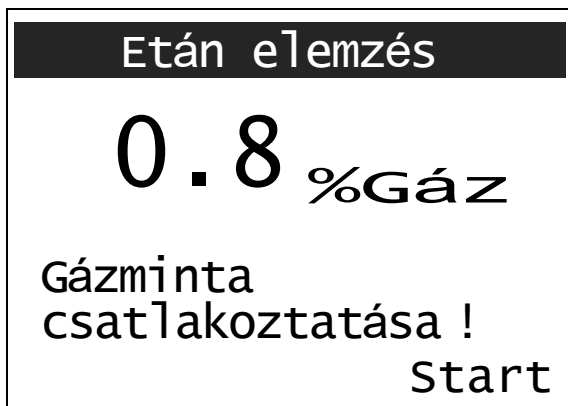 Etán elemzés
0.8 %Gáz
Gázminta
csatlakoztatása !
Start